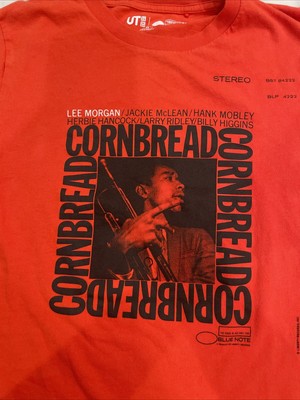 UT
STEREO
LEE MORGAN/JACKIE McLEAN/HANK MOBLEY
HERBIE HANCOCK/LARRY RIDLEY/BILLY HIGGINS
CORNBREAD
CORNBREAD
CORNBREAD
CORNBREAD
BLUE NOTE